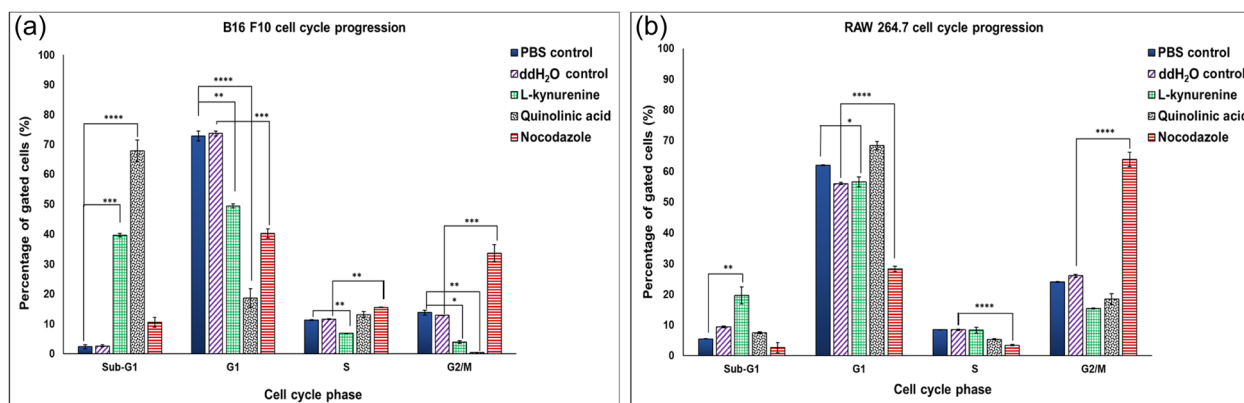 (a)
B16 F10 cell cycle progression
Percentage of gated cells (%)
100
90
80
70
60
50
40
30
20
10
0
****
***
****
**
***
**
**
***
**
*
PBS control
ddH₂O control
L-kynurenine
Quinolinic acid
Nocodazole
Sub-G1 G1 S G2/M
Cell cycle phase
(b)
RAW 264.7 cell cycle progression
Percentage of gated cells (%)
100
90
80
70
60
50
40
30
20
10
0
**
****
*
****
****
PBS control
ddH₂O control
L-kynurenine
Quinolinic acid
Nocodazole
Sub-G1 G1 S G2/M
Cell cycle phase